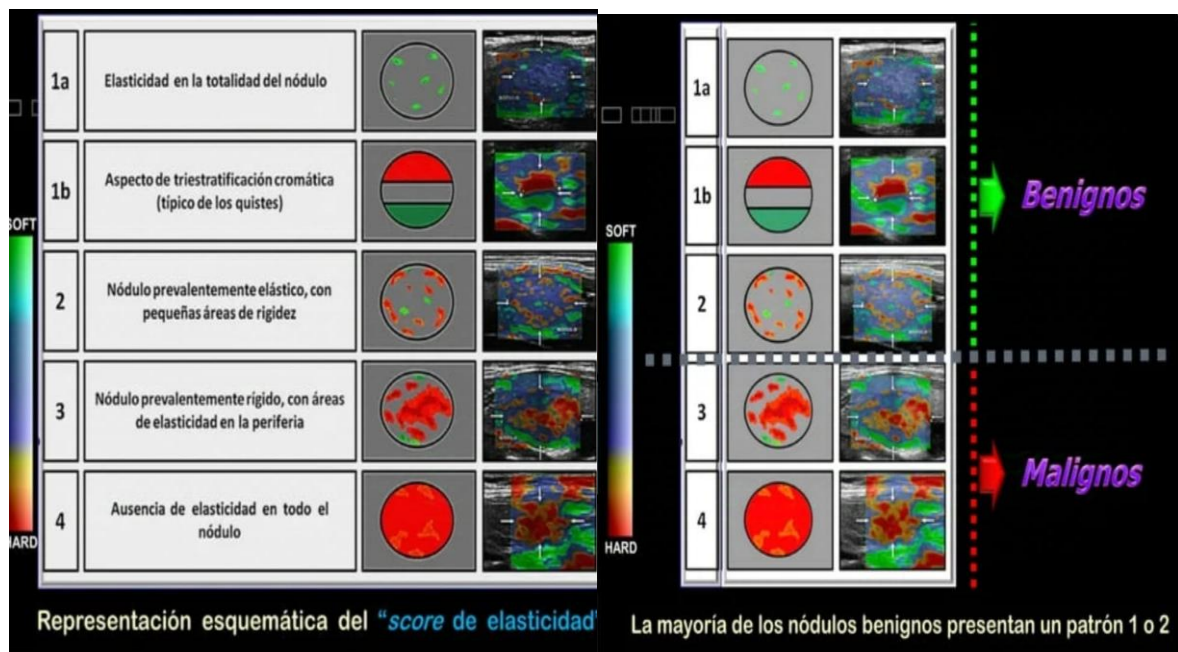 1a
Elasticidad en la totalidad del nódulo
1b
Aspecto de triestratificación cromática
(típico de los quistes)
SOFT
2
Nódulo prevalentemente elástico, con
pequeñas áreas de rigidez
3
Nódulo prevalentemente rígido, con áreas
de elasticidad en la periferia
4
Ausencia de elasticidad en todo el
nódulo
HARD
Representación esquemática del “score de elasticidad”
1a
1b
Benignos
SOFT
2
3
Malignos
4
HARD
La mayoría de los nódulos benignos presentan un patrón 1 o 2